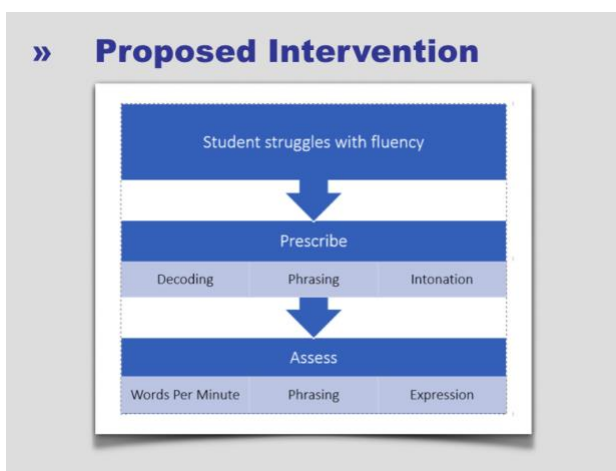 » Proposed Intervention
Student struggles with fluency
Prescribe
Decoding Phrasing Intonation
Assess
Words Per Minute Phrasing Expression